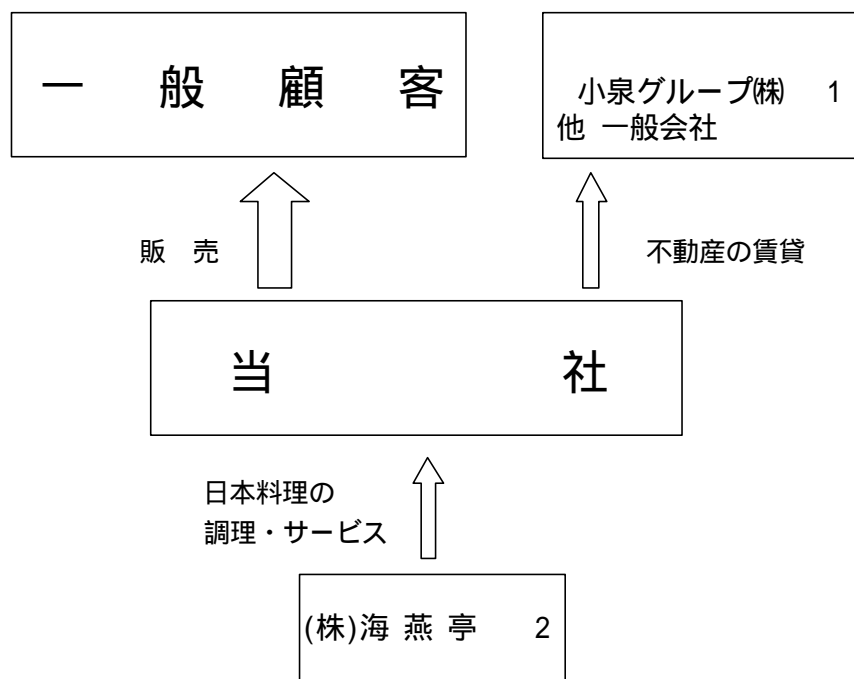 一般顧客
小泉グループ㈱ 1
他 一般会社
販 売
不動産の賃貸
当 社
日本料理の
調理・サービス
(株)海 燕 亭 2